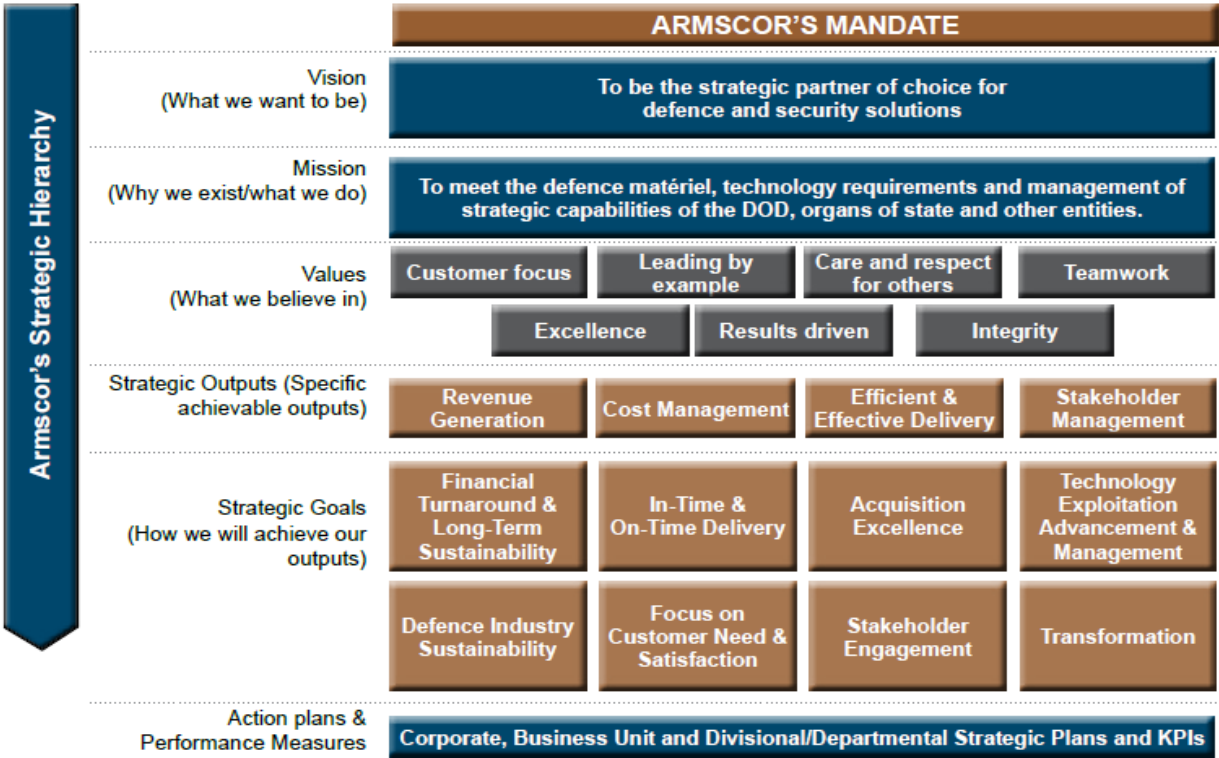 ARMSCOR'S MANDATE
Armscor's Strategic Hierarchy
Vision
(What we want to be)
To be the strategic partner of choice for
defence and security solutions
Mission
(Why we exist/what we do)
To meet the defence matériel, technology requirements and management of
strategic capabilities of the DOD, organs of state and other entities.
Values
(What we believe in)
Customer focus
Leading by
example
Care and respect
for others
Teamwork
Excellence
Results driven
Integrity
Strategic Outputs (Specific
achievable outputs)
Revenue
Generation
Cost Management
Efficient &
Effective Delivery
Stakeholder
Management
Strategic Goals
(How we will achieve our
outputs)
Financial
Turnaround &
Long-Term
Sustainability
In-Time &
On-Time Delivery
Acquisition
Excellence
Technology
Exploitation
Advancement &
Management
Defence Industry
Sustainability
Focus on
Customer Need &
Satisfaction
Stakeholder
Engagement
Transformation
Action plans &
Performance Measures
Corporate, Business Unit and Divisional/Departmental Strategic Plans and KPIs